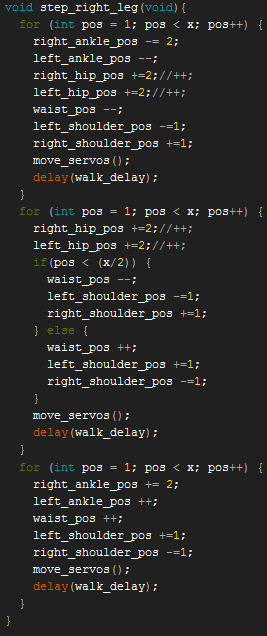 void step_right_leg(void){
  for (int pos = 1; pos < x; pos++) {
    right_ankle_pos -= 2;
    left_ankle_pos --;
    right_hip_pos +=2;//++;
    left_hip_pos +=2;//++;
    waist_pos --;
    left_shoulder_pos -=1;
    right_shoulder_pos +=1;
    move_servos();
    delay(walk_delay);
  }
  for (int pos = 1; pos < x; pos++) {
    right_hip_pos +=2;//++;
    left_hip_pos +=2;//++;
    if(pos < (x/2)) {
      waist_pos --;
      left_shoulder_pos -=1;
      right_shoulder_pos +=1;
    } else {
      waist_pos ++;
      left_shoulder_pos +=1;
      right_shoulder_pos -=1;
    }
    move_servos();
    delay(walk_delay);
  }
  for (int pos = 1; pos < x; pos++) {
    right_ankle_pos += 2;
    left_ankle_pos ++;
    waist_pos ++;
    left_shoulder_pos +=1;
    right_shoulder_pos -=1;
    move_servos();
    delay(walk_delay);
  }
}